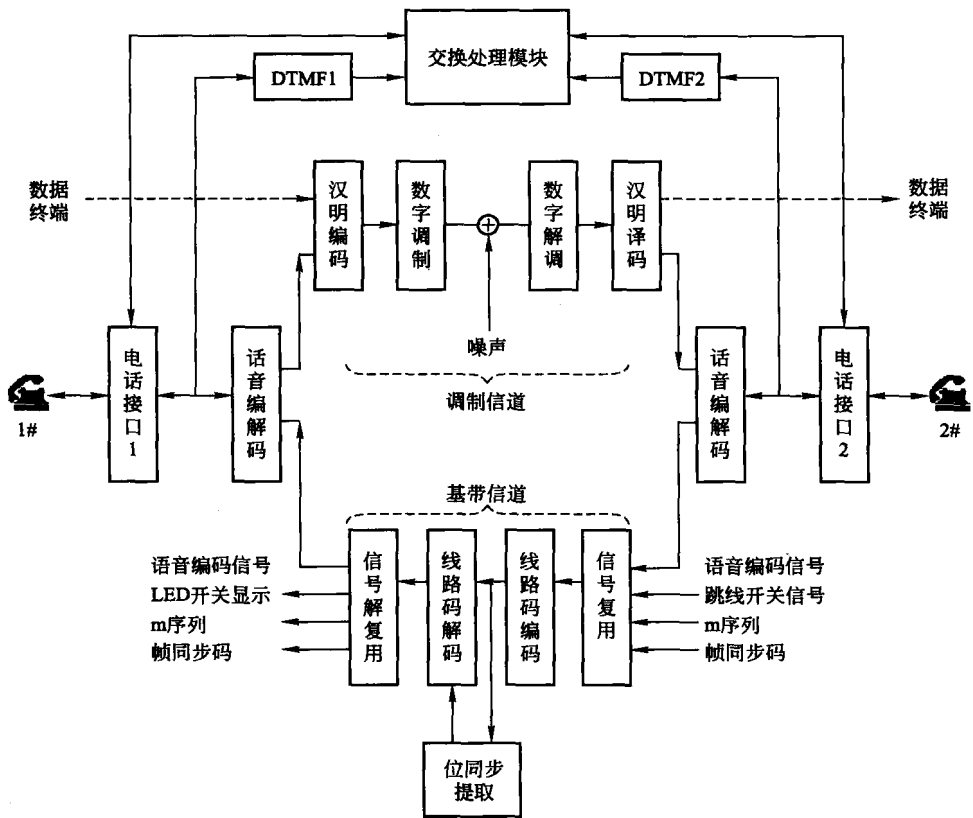 交换处理模块
DTMF1
DTMF2
数据
终端
汉明编码
数字调制
数字解调
汉明译码
数据
终端
噪声
调制信道
电话接口1
话音编解码
话音编解码
电话接口2
1#
2#
基带信道
语音编码信号
LED开关显示
m序列
帧同步码
信号解复用
线路码解码
线路码编码
信号复用
语音编码信号
跳线开关信号
m序列
帧同步码
位同步
提取